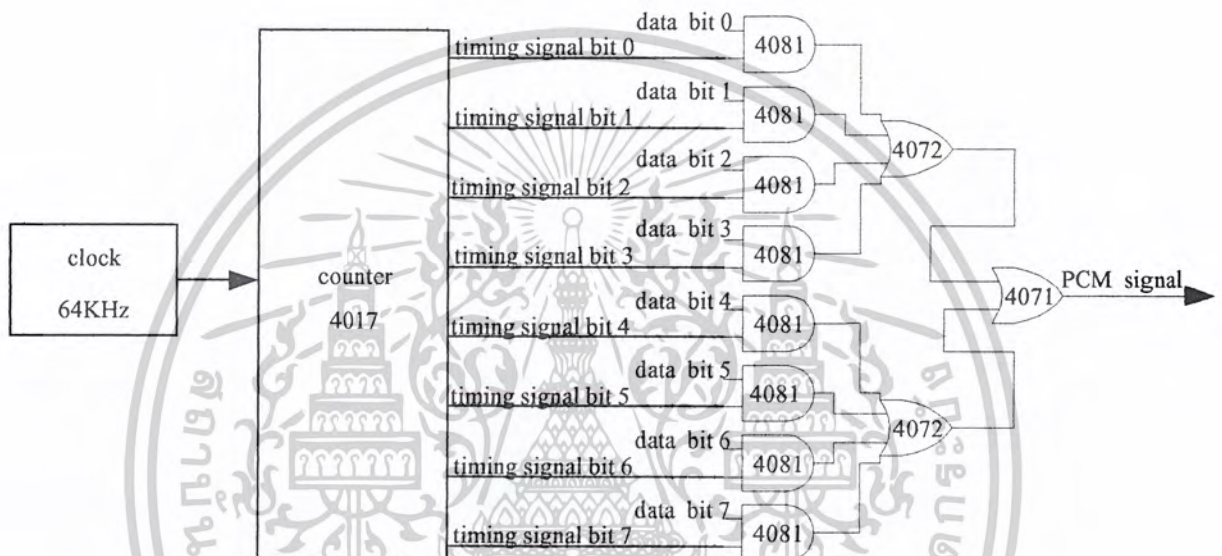 data bit 0
timing signal bit 0
4081
data bit 1
timing signal bit 1
4081
4072
data bit 2
timing signal bit 2
4081
data bit 3
timing signal bit 3
4081
clock
64KHz
counter
4017
4071
PCM signal
data bit 4
timing signal bit 4
4081
data bit 5
timing signal bit 5
4081
4072
data bit 6
timing signal bit 6
4081
data bit 7
timing signal bit 7
4081